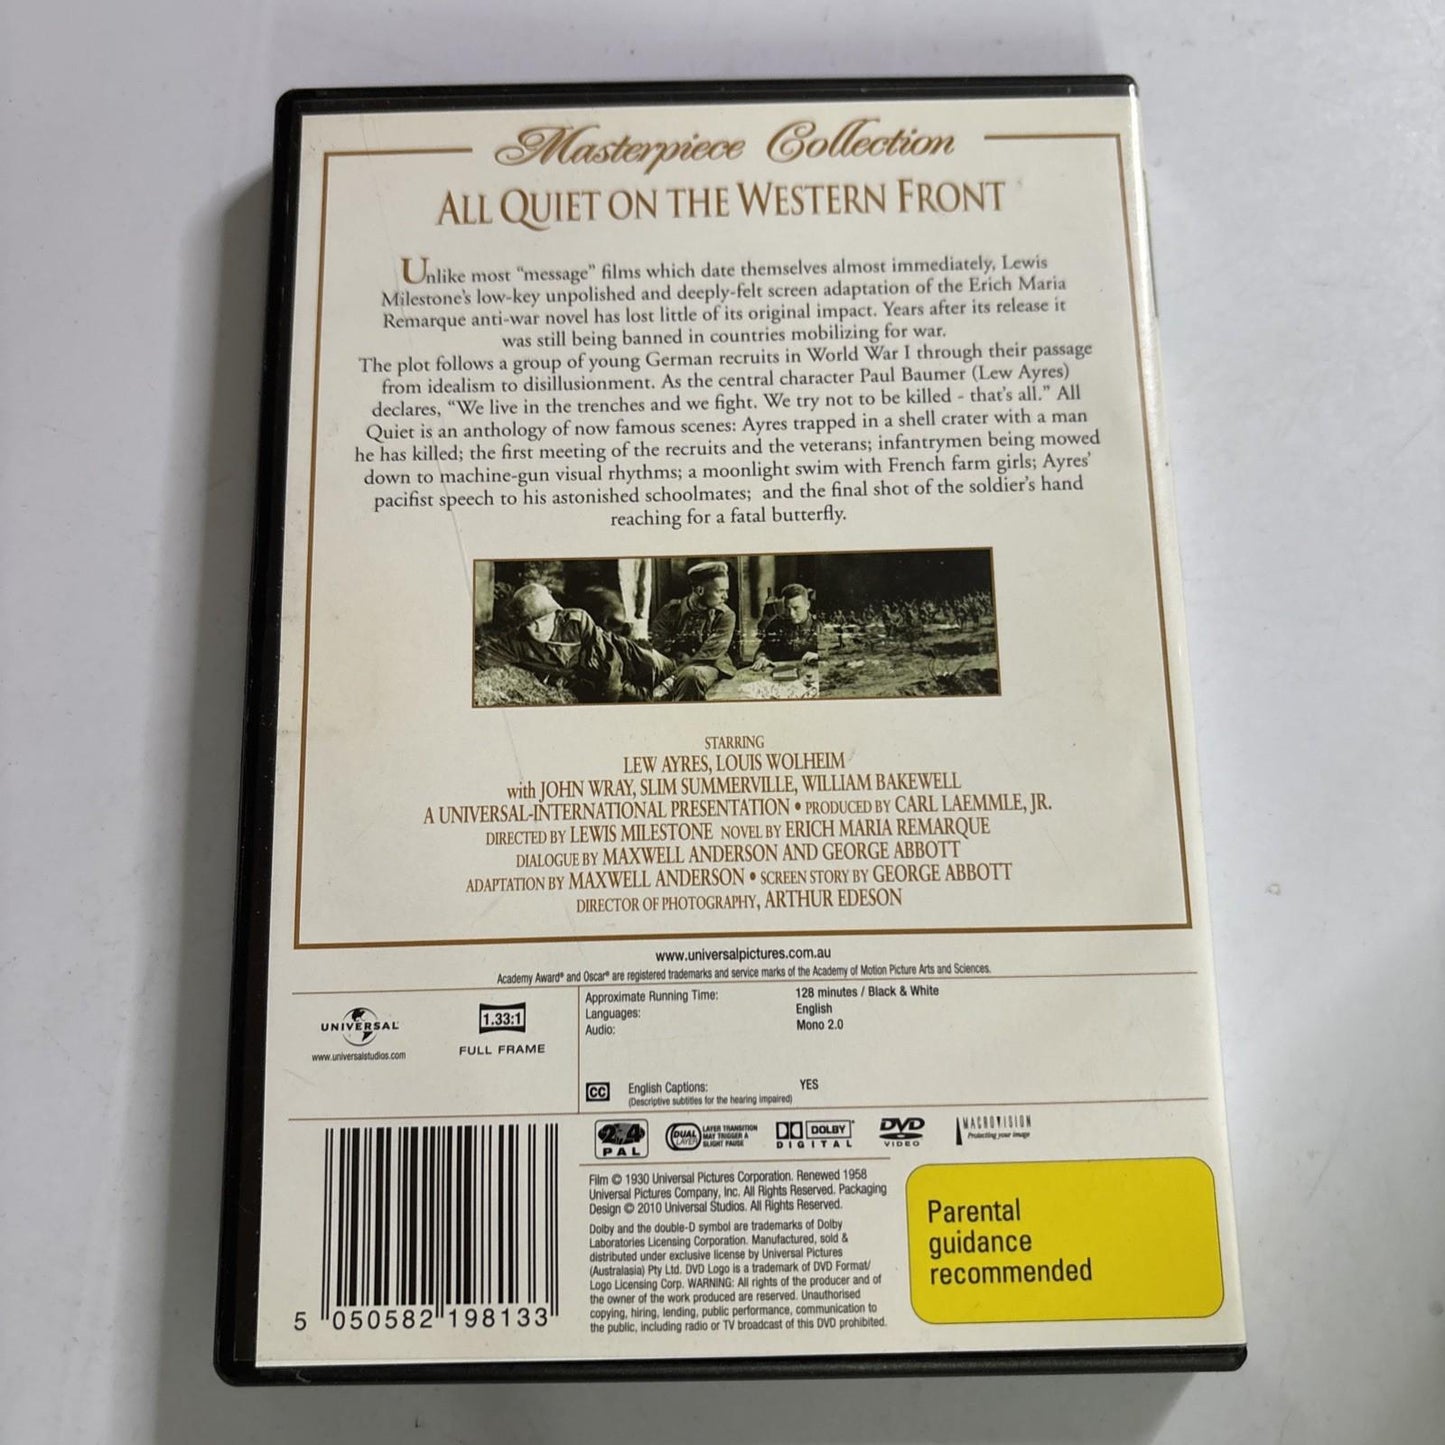 Masterpiece Collection
ALL QUIET ON THE WESTERN FRONT
Unlike most “message” films which date themselves almost immediately, Lewis
Milestone's low-key unpolished and deeply-felt screen adaptation of the Erich Maria
Remarque anti-war novel has lost little of its original impact. Years after its release it
was still being banned in countries mobilizing for war.
The plot follows a group of young German recruits in World War I through their passage
from idealism to disillusionment. As the central character Paul Baumer (Lew Ayres)
declares, “We live in the trenches and we fight. We try not to be killed - that's all.” All
Quiet is an anthology of now famous scenes: Ayres trapped in a shell crater with a man
he has killed; the first meeting of the recruits and the veterans; infantrymen being mowed
down to machine-gun visual rhythms; a moonlight swim with French farm girls; Ayres'
pacifist speech to his astonished schoolmates; and the final shot of the soldier's hand
reaching for a fatal butterfly.
STARRING
LEW AYRES, LOUIS WOLHEIM
with JOHN WRAY, SLIM SUMMERVILLE, WILLIAM BAKEWELL
A UNIVERSAL-INTERNATIONAL PRESENTATION • PRODUCED BY CARL LAEMMLE, JR.
DIRECTED BY LEWIS MILESTONE NOVEL BY ERICH MARIA REMARQUE
DIALOGUE BY MAXWELL ANDERSON AND GEORGE ABBOTT
ADAPTATION BY MAXWELL ANDERSON • SCREEN STORY BY GEORGE ABBOTT
DIRECTOR OF PHOTOGRAPHY, ARTHUR EDESON
www.universalpictures.com.au
Academy Award® and Oscar® are registered trademarks and service marks of the Academy of Motion Picture Arts and Sciences.
UNIVERSAL
www.universalstudios.com
1.33:1
FULL FRAME
Approximate Running Time: 128 minutes / Black & White
Languages: English
Audio: Mono 2.0
CC English Captions: YES
(Descriptive subtitles for the hearing impaired)
2 4
PAL
DUAL LAYER
LAYER TRANSITION
MAY TRIGGER A
SLIGHT PAUSE
DOLBY
DIGITAL
DVD
VIDEO
MACROVISION
Protecting your image
Film © 1930 Universal Pictures Corporation. Renewed 1958
Universal Pictures Company, Inc. All Rights Reserved. Packaging
Design © 2010 Universal Studios. All Rights Reserved.
Dolby and the double-D symbol are trademarks of Dolby
Laboratories Licensing Corporation. Manufactured, sold &
distributed under exclusive license by Universal Pictures
(Australasia) Pty Ltd. DVD Logo is a trademark of DVD Format/
Logo Licensing Corp. WARNING: All rights of the producer and of
the owner of the work produced are reserved. Unauthorised
copying, hiring, lending, public performance, communication to
the public, including radio or TV broadcast of this DVD prohibited.
Parental
guidance
recommended
5 050582 198133